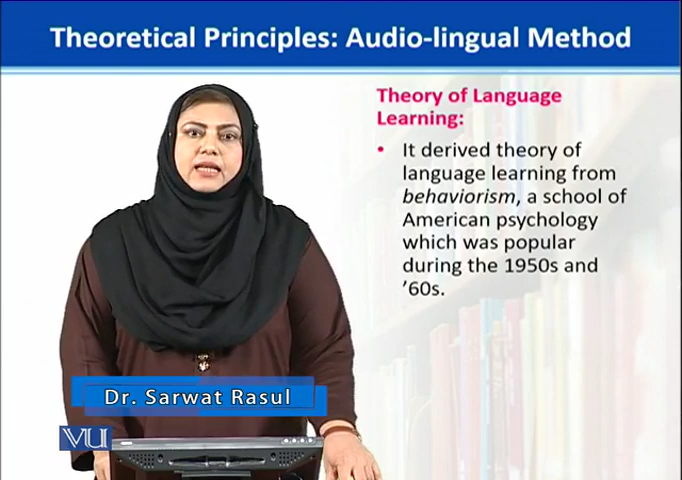 Theoretical Principles: Audio-lingual Method
Theory of Language
Learning:
• It derived theory of
language learning from
behaviorism, a school of
American psychology
which was popular
during the 1950s and
’60s.
Dr. Sarwat Rasul
VU